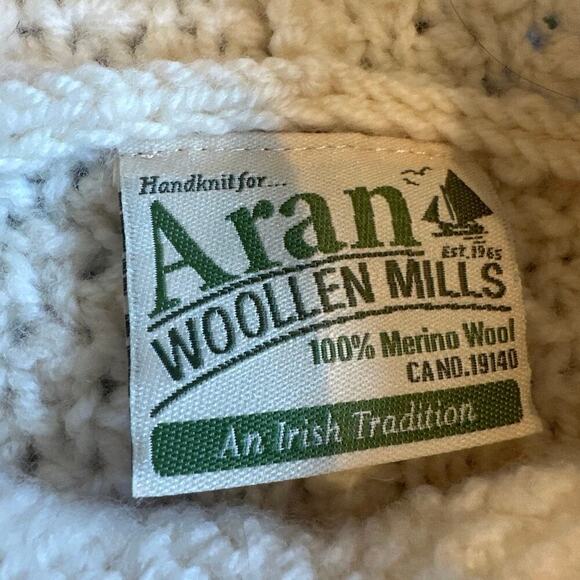 Handknit for...
Aran
Est. 1965
WOOLLEN MILLS
100% Merino Wool
CA NO. 19140
An Irish Tradition